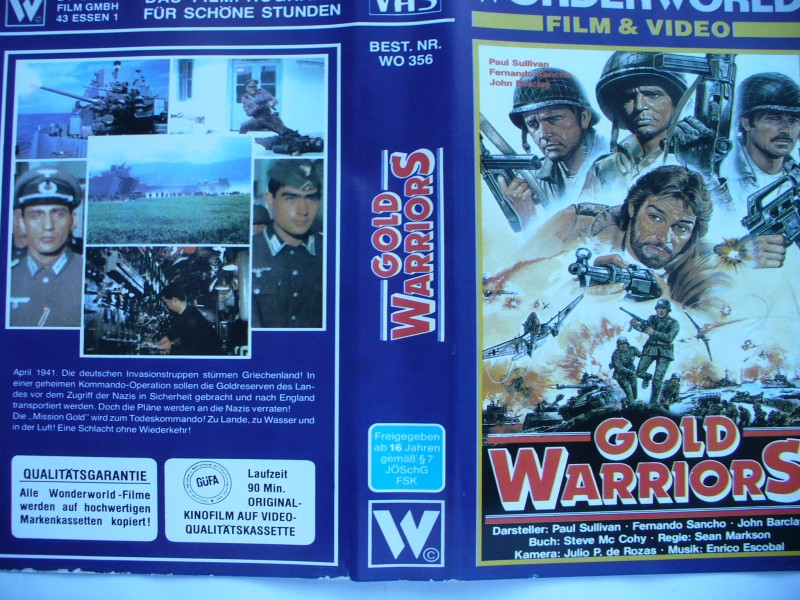 W
FILM GMBH
43 ESSEN 1
DAS FILMPROGRAMM
FÜR SCHÖNE STUNDEN
April 1941. Die deutschen Invasionstruppen stürmen Griechenland! In
einer geheimen Kommando-Operation sollen die Goldreserven des Lan-
des vor dem Zugriff der Nazis in Sicherheit gebracht und nach England
transportiert werden. Doch die Pläne werden an die Nazis verraten!
Die „Mission Gold" wird zum Todeskommando! Zu Lande, zu Wasser und
in der Luft! Eine Schlacht ohne Wiederkehr!
QUALITÄTSGARANTIE
Alle Wonderworld-Filme
werden auf hochwertigen
Markenkassetten kopiert!
GÜFA
Laufzeit
90 Min.
ORIGINAL-
KINOFILM AUF VIDEO-
QUALITÄTSKASSETTE
VHS
BEST. NR.
WO 356
GOLD
WARRIORS
Freigegeben
ab 16 Jahren
gemäß § 7
JÖSchG
FSK
W ©
WONDERWORLD
FILM & VIDEO
Paul Sullivan
Fernando Sancho
John Barclay
GOLD
WARRIORS
Darsteller: Paul Sullivan · Fernando Sancho · John Barclay
Buch: Steve Mc Cohy · Regie: Sean Markson
Kamera: Julio P. de Rozas · Musik: Enrico Escobal